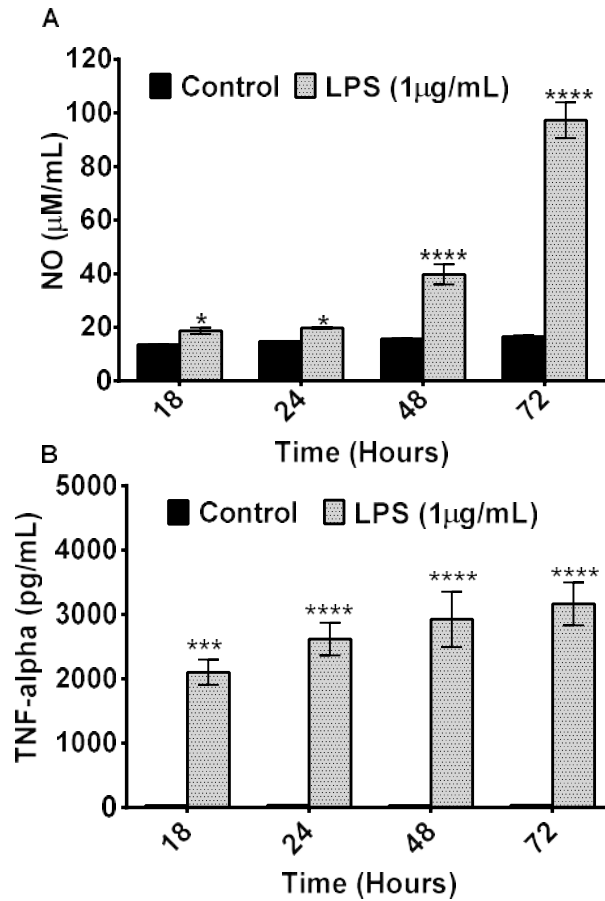 A
120
Control LPS (1µg/mL)
****
100
80
NO (µM/mL)
60
****
40
* *
20
0
18 24 48 72
Time (Hours)
B
5000
Control LPS (1µg/mL)
4000
**** ****
TNF-alpha (pg/mL)
****
3000
***
2000
1000
0
18 24 48 72
Time (Hours)